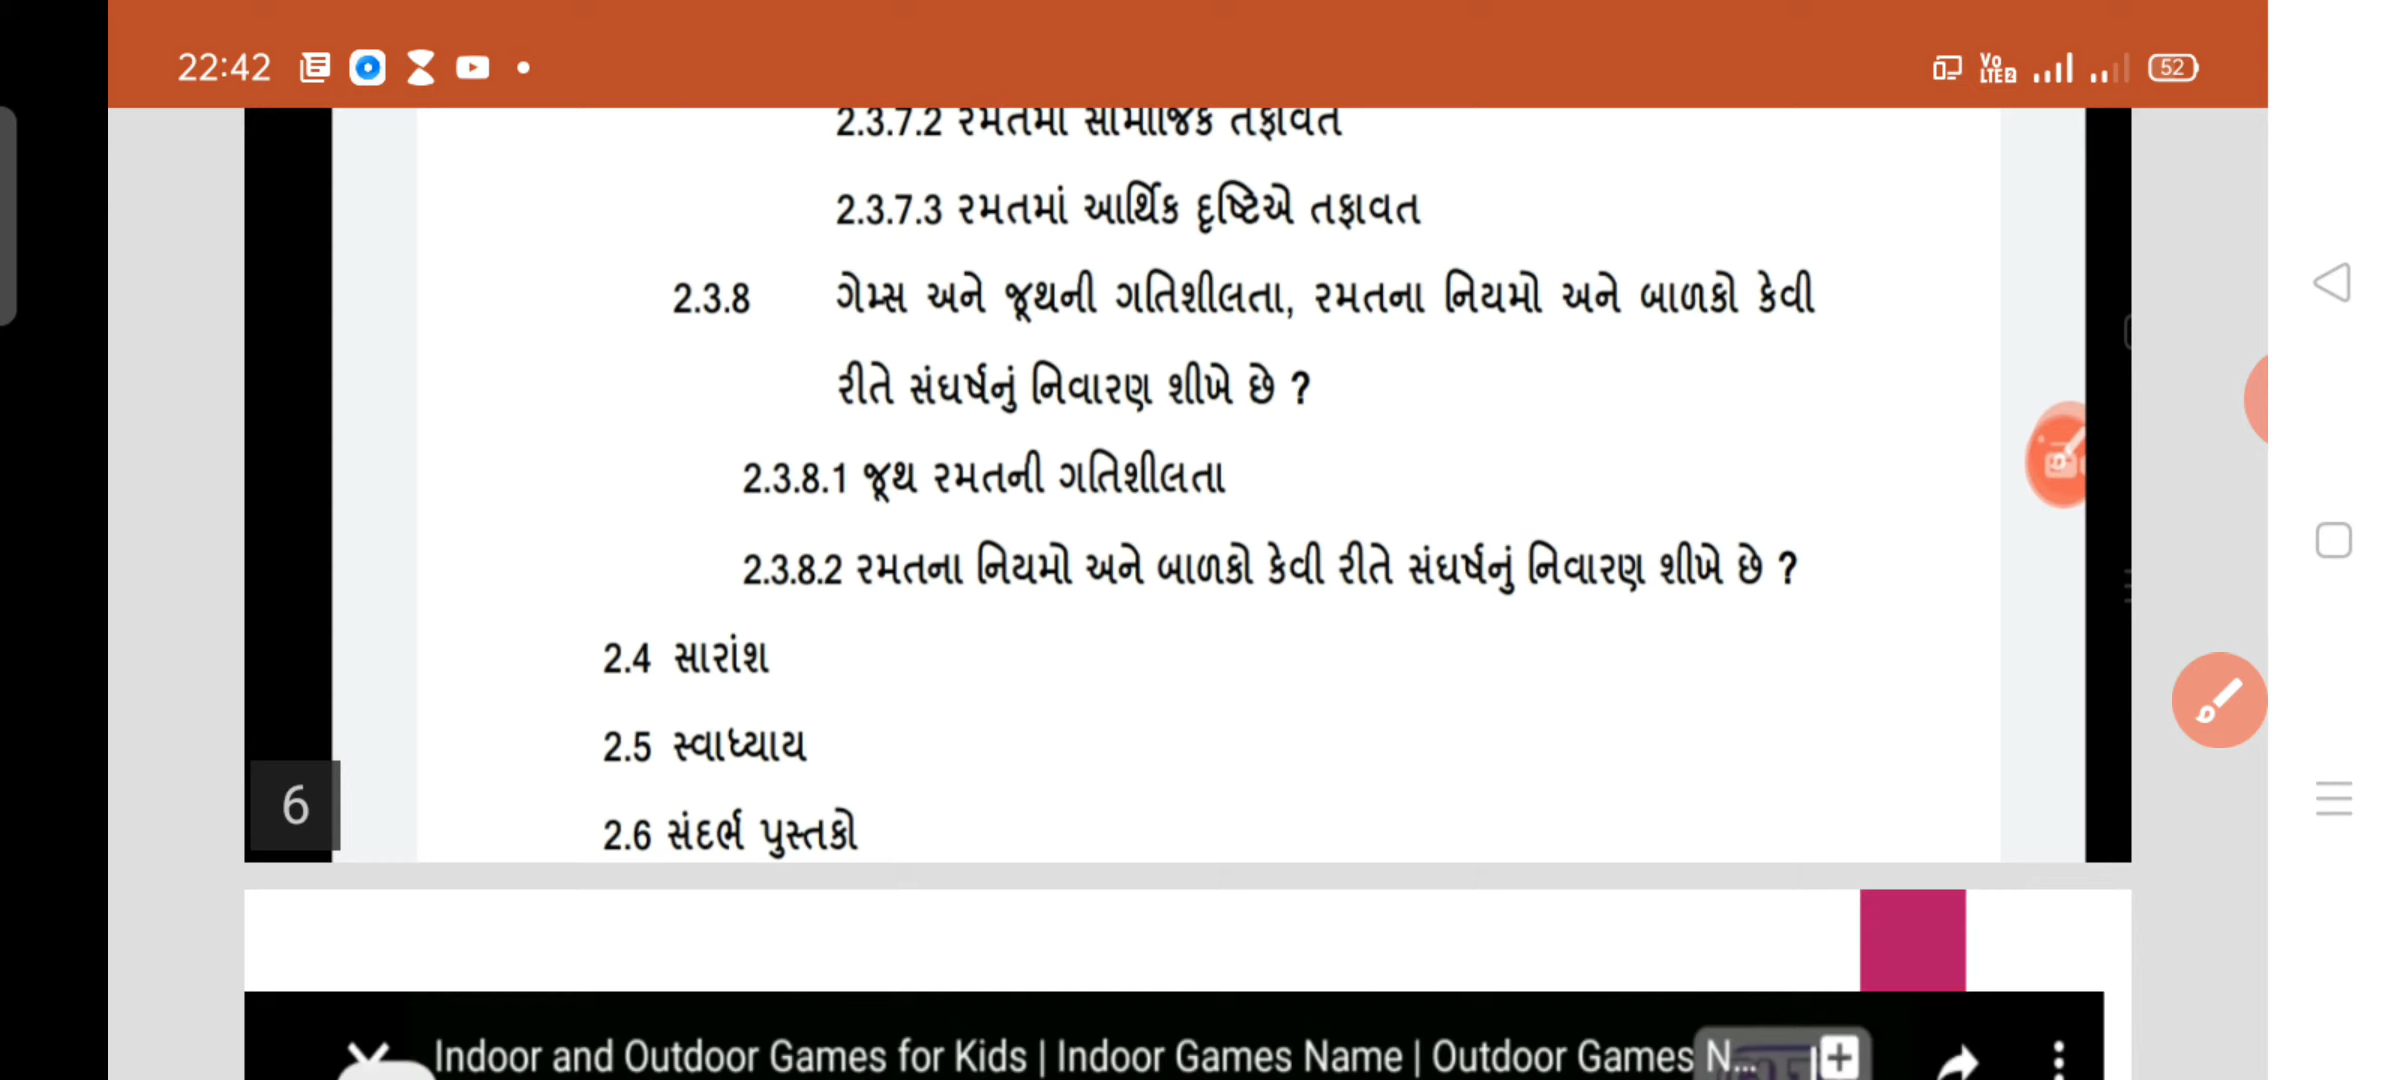 22:42
Vo LTE2
52
2.3.7.2 રમતમાં સામાજિક તફાવત
2.3.7.3 રમતમાં આર્થિક દૃષ્ટિએ તફાવત
2.3.8 ગેમ્સ અને જૂથની ગતિશીલતા, રમતના નિયમો અને બાળકો કેવી
રીતે સંઘર્ષનું નિવારણ શીખે છે ?
2.3.8.1 જૂથ રમતની ગતિશીલતા
2.3.8.2 રમતના નિયમો અને બાળકો કેવી રીતે સંઘર્ષનું નિવારણ શીખે છે ?
2.4 સારાંશ
2.5 સ્વાધ્યાય
2.6 સંદર્ભ પુસ્તકો
6
Indoor and Outdoor Games for Kids | Indoor Games Name | Outdoor Games N...